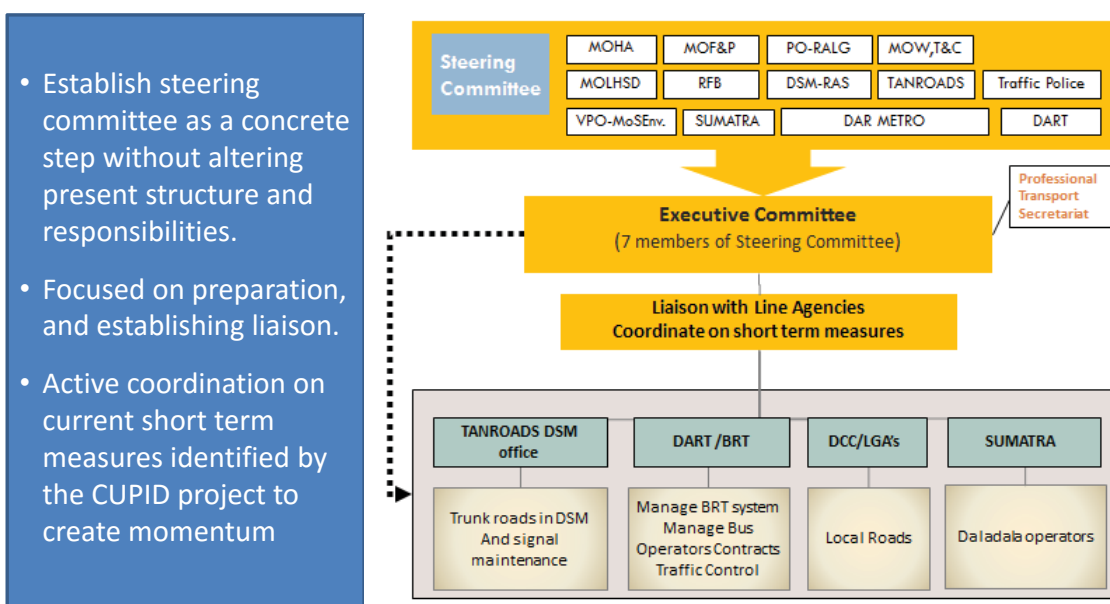 • Establish steering
committee as a concrete
step without altering
present structure and
responsibilities.
• Focused on preparation,
and establishing liaison.
• Active coordination on
current short term
measures identified by
the CUPID project to
create momentum
Steering
Committee
MOHA
MOF&P
PO-RALG
MOW,T&C
MOLHSD
RFB
DSM-RAS
TANROADS
Traffic Police
VPO-MoSEnv.
SUMATRA
DAR METRO
DART
Professional
Transport
Secretariat
Executive Committee
(7 members of Steering Committee)
Liaison with Line Agencies
Coordinate on short term measures
TANROADS DSM
office
DART /BRT
DCC/LGA's
SUMATRA
Trunk roads in DSM
And signal
maintenance
Manage BRT system
Manage Bus
Operators Contracts
Traffic Control
Local Roads
Daladala operators